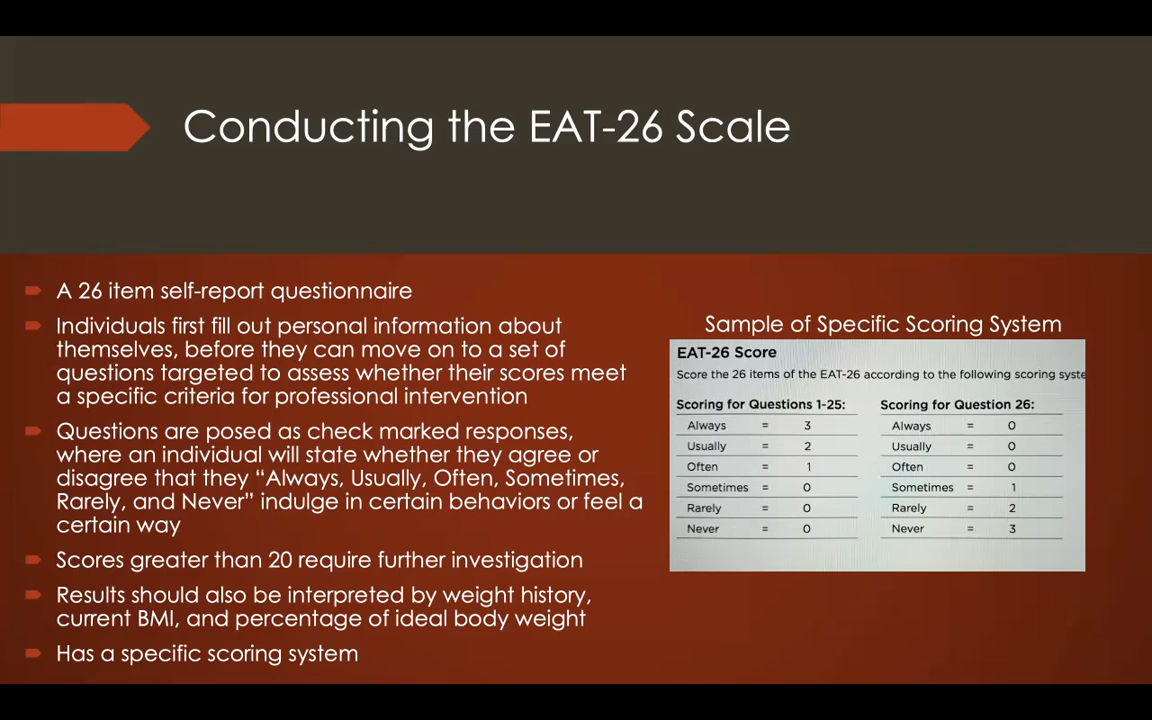 Conducting the EAT-26 Scale
A 26 item self-report questionnaire
Individuals first fill out personal information about
themselves, before they can move on to a set of
questions targeted to assess whether their scores meet
a specific criteria for professional intervention
Questions are posed as check marked responses,
where an individual will state whether they agree or
disagree that they “Always, Usually, Often, Sometimes,
Rarely, and Never” indulge in certain behaviors or feel a
certain way
Scores greater than 20 require further investigation
Results should also be interpreted by weight history,
current BMI, and percentage of ideal body weight
Has a specific scoring system
Sample of Specific Scoring System
EAT-26 Score
Score the 26 items of the EAT-26 according to the following scoring syste
Scoring for Questions 1-25: Scoring for Question 26:
Always = 3 Always = 0
Usually = 2 Usually = 0
Often = 1 Often = 0
Sometimes = 0 Sometimes = 1
Rarely = 0 Rarely = 2
Never = 0 Never = 3